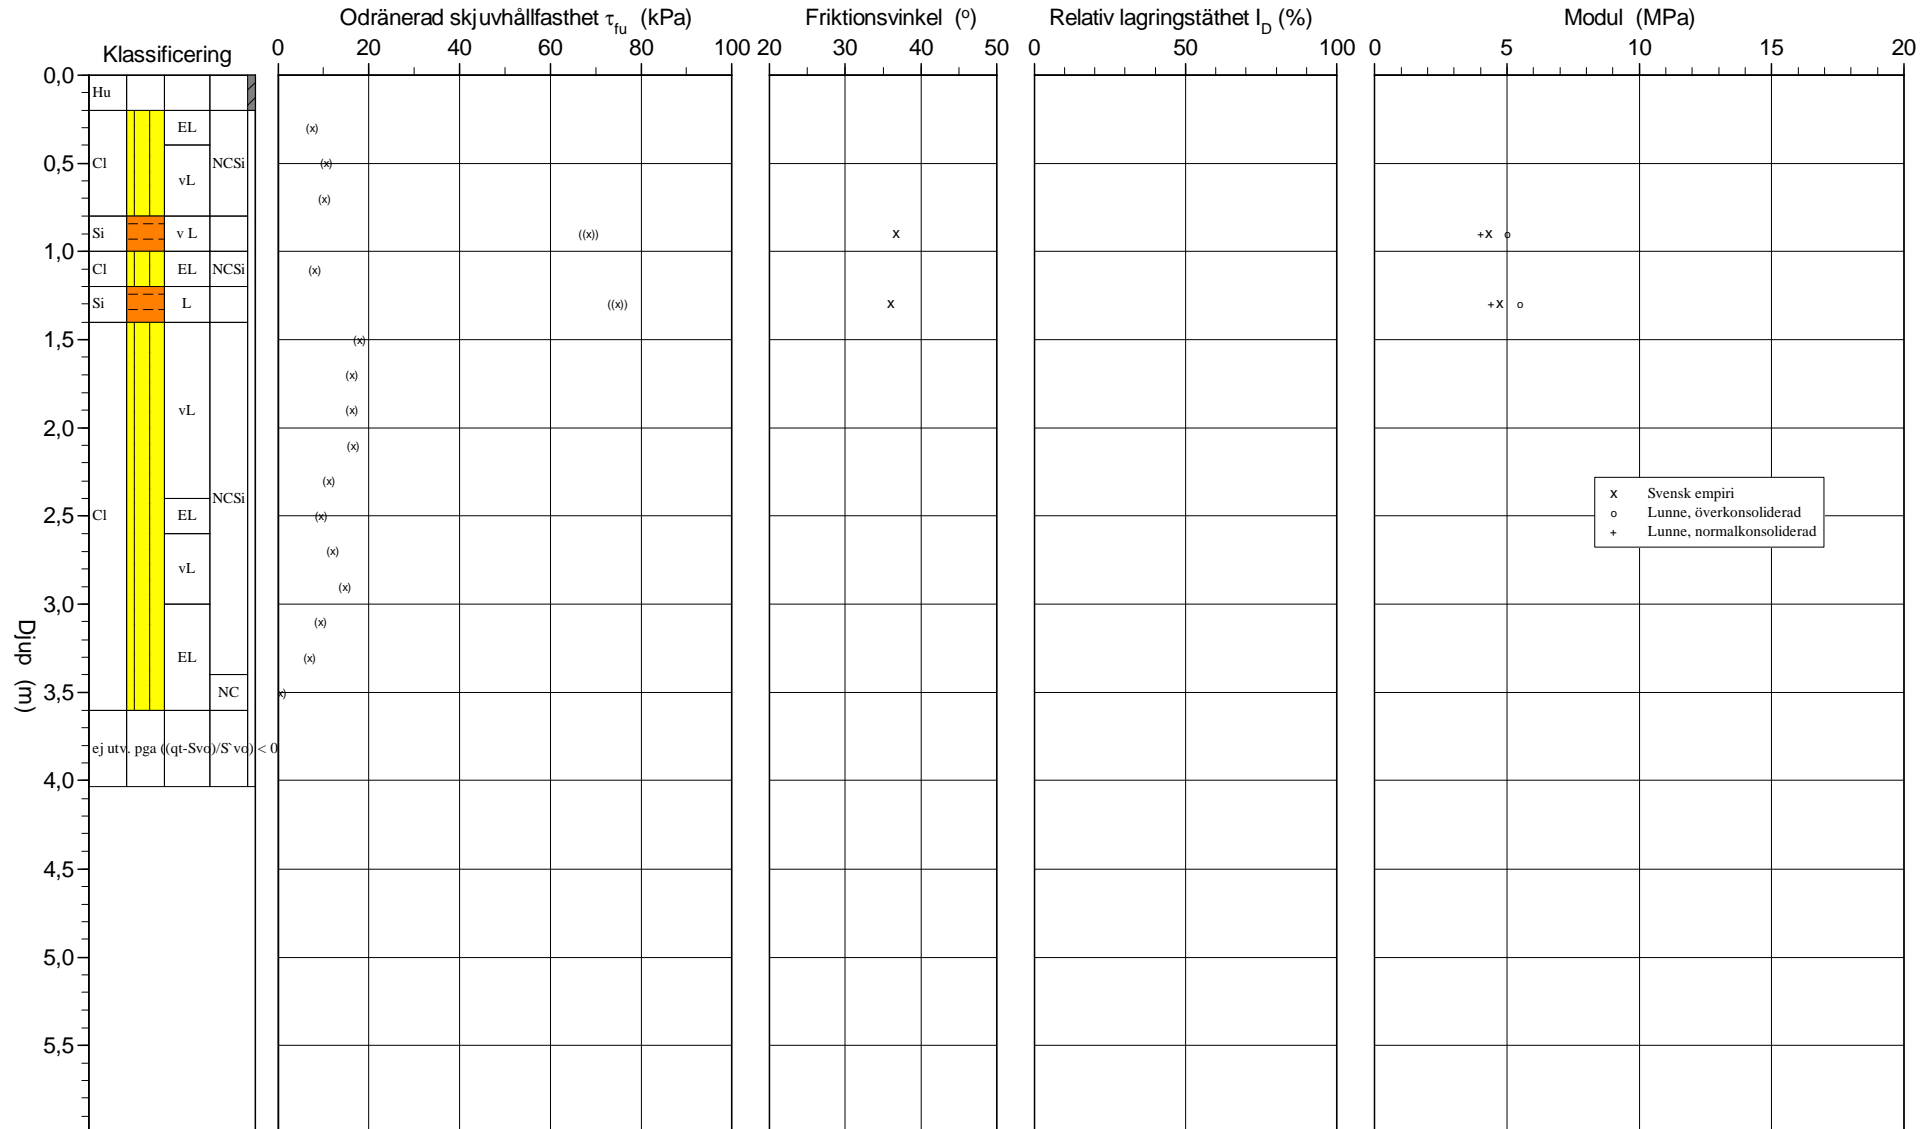 Odränerad skjuvhållfasthet τfu (kPa)
Friktionsvinkel (o)
Relativ lagringstäthet ID (%)
Modul (MPa)
Klassificering
0 20 40 60 80 100
20 30 40 50
0 50 100
0 5 10 15 20
Djup (m)
0,0
0,5
1,0
1,5
2,0
2,5
3,0
3,5
4,0
4,5
5,0
5,5
Hu
EL
Cl NCSi
vL
Si v L
Cl EL NCSi
Si L
vL
NCSi
Cl EL
vL
EL
NC
ej utv. pga ((qt-Svo)/S`vo) < 0
(x)
(x)
(x)
((x)) x +x o
(x)
((x)) x +x o
(x)
(x)
(x)
(x)
(x)
(x)
(x)
(x)
(x)
(x)
x)
x Svensk empiri
o Lunne, överkonsoliderad
+ Lunne, normalkonsoliderad